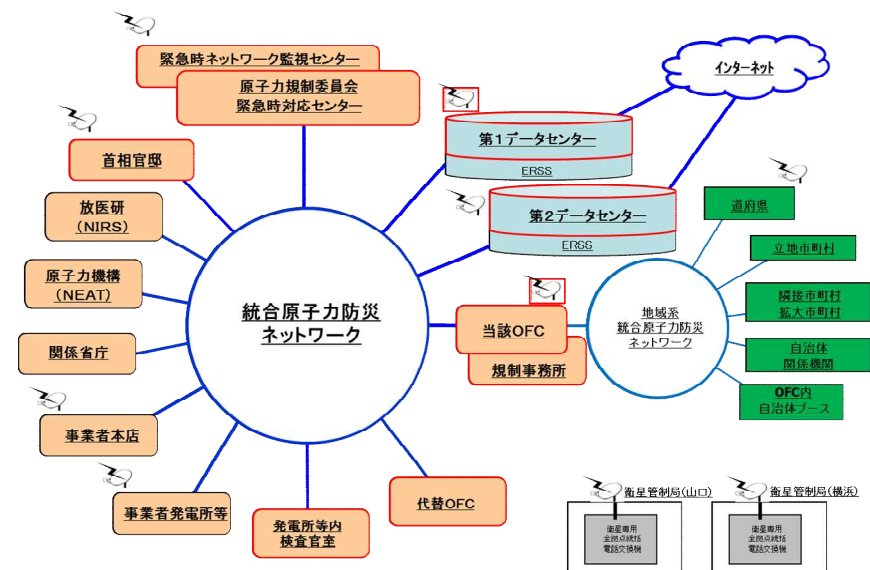 緊急時ネットワーク監視センター
原子力規制委員会
緊急時対応センター
インターネット
第1データセンター
ERSS
首相官邸
第2データセンター
ERSS
道府県
放医研
(NIRS)
立地市町村
原子力機構
(NEAT)
統合原子力防災
ネットワーク
隣接市町村
拡大市町村
地域系
統合原子力防災
ネットワーク
当該OFC
規制事務所
関係省庁
自治体
関係機関
OFC内
自治体ブース
事業者本店
事業者発電所等
発電所等内
検査官室
代替OFC
衛星管制局(山口)
衛星専用
全拠点統括
電話交換機
衛星管制局(横浜)
衛星専用
全拠点統括
電話交換機